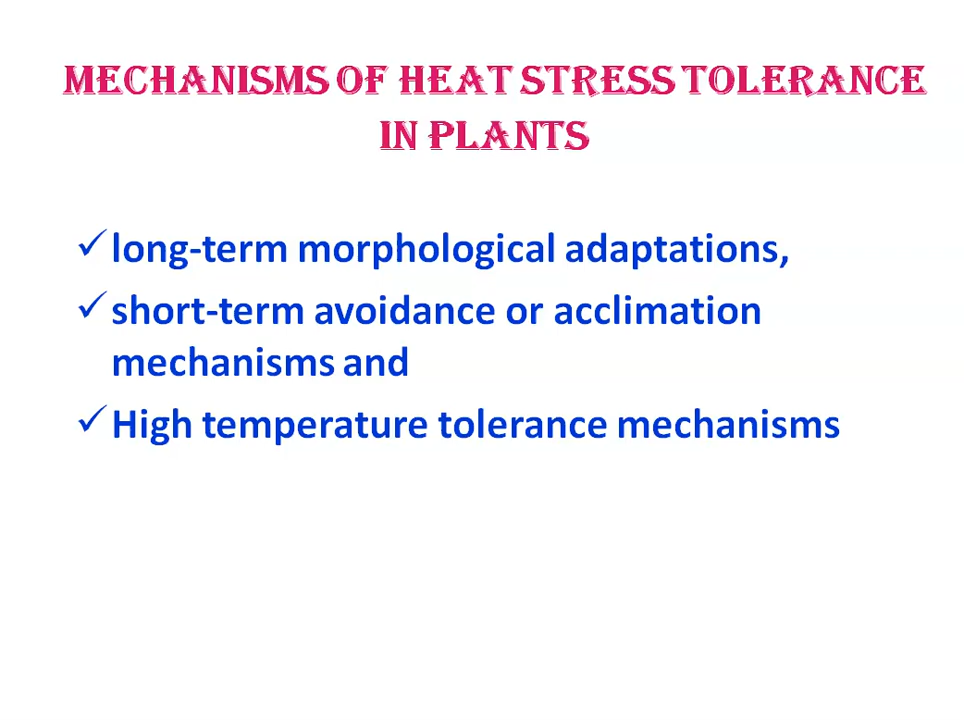 MECHANISMS OF HEAT STRESS TOLERANCE
IN PLANTS
✓long-term morphological adaptations,
✓short-term avoidance or acclimation
mechanisms and
✓High temperature tolerance mechanisms